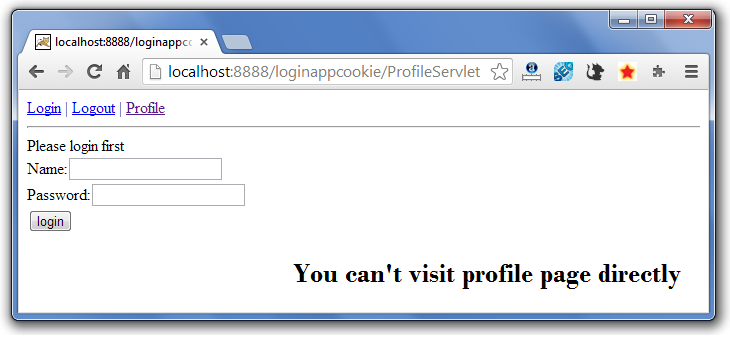 localhost:8888/loginappcc
localhost:8888/loginappcookie/ProfileServlet
Login | Logout | Profile
Please login first
Name:
Password:
login
You can't visit profile page directly